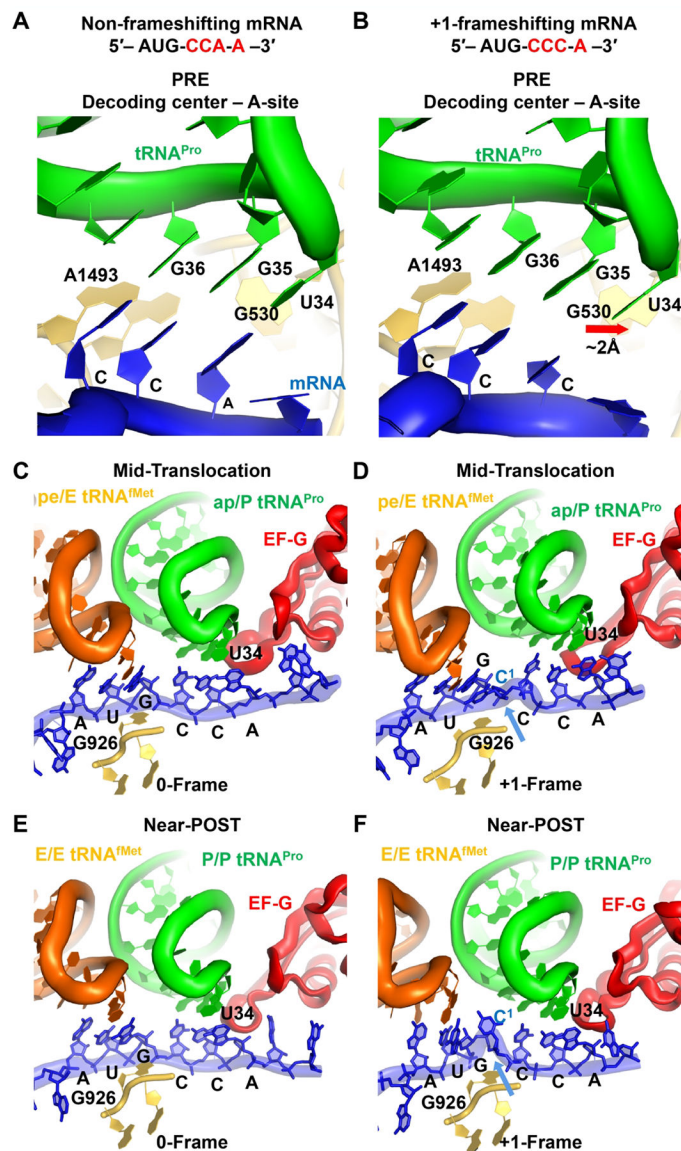 A Non-frameshifting mRNA
5′– AUG-CCA-A –3′
PRE
Decoding center – A-site
tRNAPro
A1493
G36
G35
G530
U34
C
C
A
mRNA
B +1-frameshifting mRNA
5′– AUG-CCC-A –3′
PRE
Decoding center – A-site
tRNAPro
A1493
G36
G35
G530
U34
~2Å
C
C
C
C Mid-Translocation
pe/E tRNAfMet
ap/P tRNAPro
EF-G
U34
A U G C C A
G926
0-Frame
D Mid-Translocation
pe/E tRNAfMet
ap/P tRNAPro
EF-G
U34
G
C1
A U C C A
G926
+1-Frame
E Near-POST
E/E tRNAfMet
P/P tRNAPro
EF-G
U34
A U G C C A
G926
0-Frame
F Near-POST
E/E tRNAfMet
P/P tRNAPro
EF-G
U34
C1
A U G C C A
G926
+1-Frame